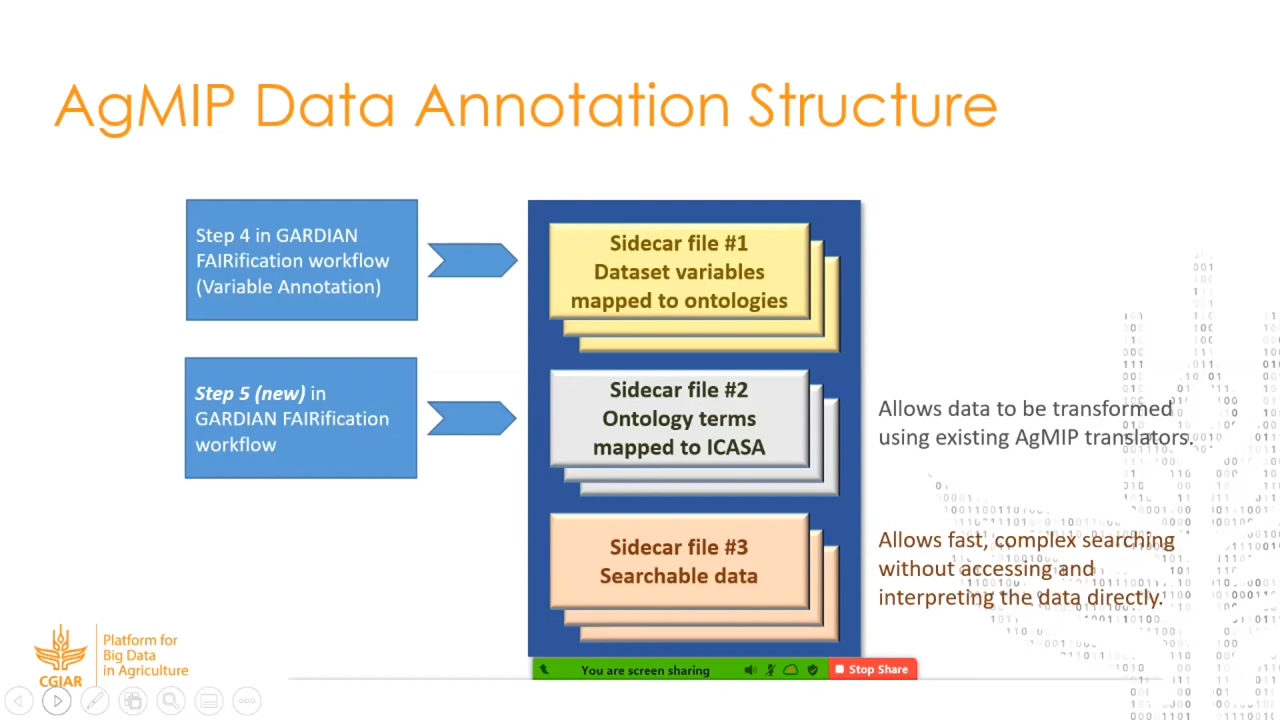 AgMIP Data Annotation Structure
Step 4 in GARDIAN
FAIRification workflow
(Variable Annotation)
Sidecar file #1
Dataset variables
mapped to ontologies
Step 5 (new) in
GARDIAN FAIRification
workflow
Sidecar file #2
Ontology terms
mapped to ICASA
Allows data to be transformed
using existing AgMIP translators.
Sidecar file #3
Searchable data
Allows fast, complex searching
without accessing and
interpreting the data directly.
CGIAR
Platform for
Big Data
in Agriculture
You are screen sharing
Stop Share